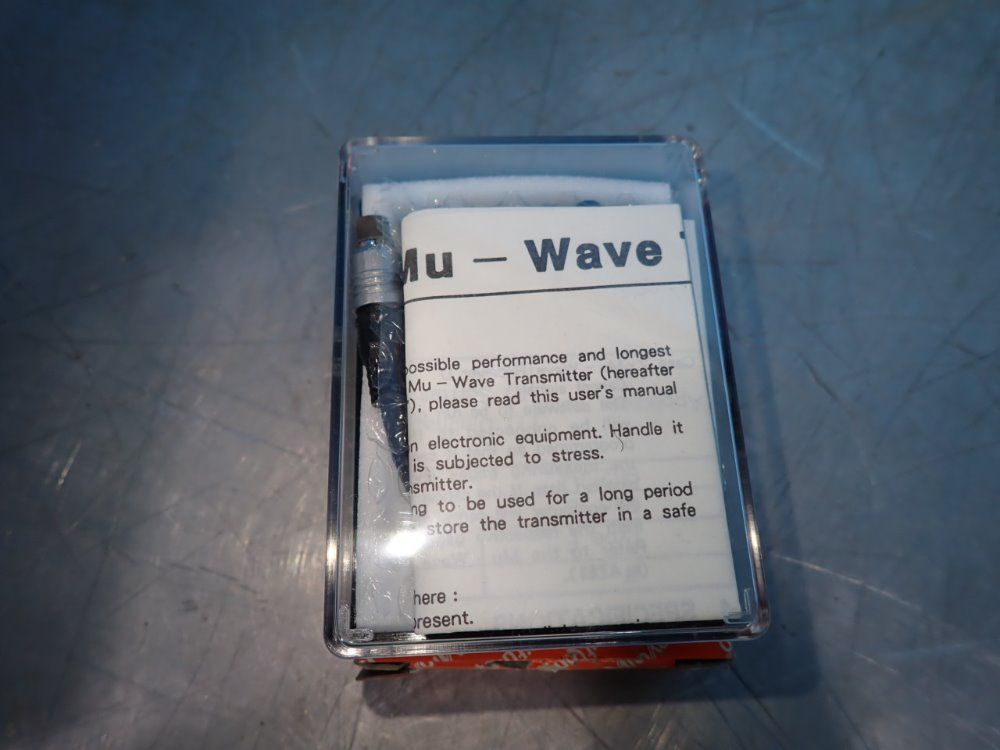 Mu – Wave
possible performance and longest
Mu – Wave Transmitter (hereafter
"), please read this user's manual
n electronic equipment. Handle it
is subjected to stress.
nsmitter.
ng to be used for a long period
store the transmitter in a safe
here :
present.